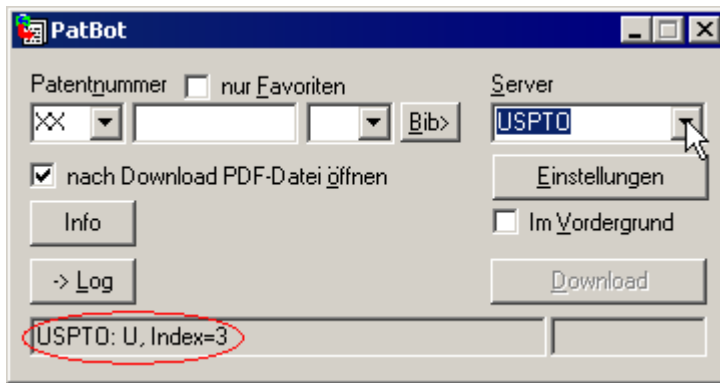 PatBot
Patentnummer nur Favoriten Server
XX Bib> USPTO
nach Download PDF-Datei öffnen Einstellungen
Info Im Vordergrund
-> Log Download
USPTO: U, Index=3